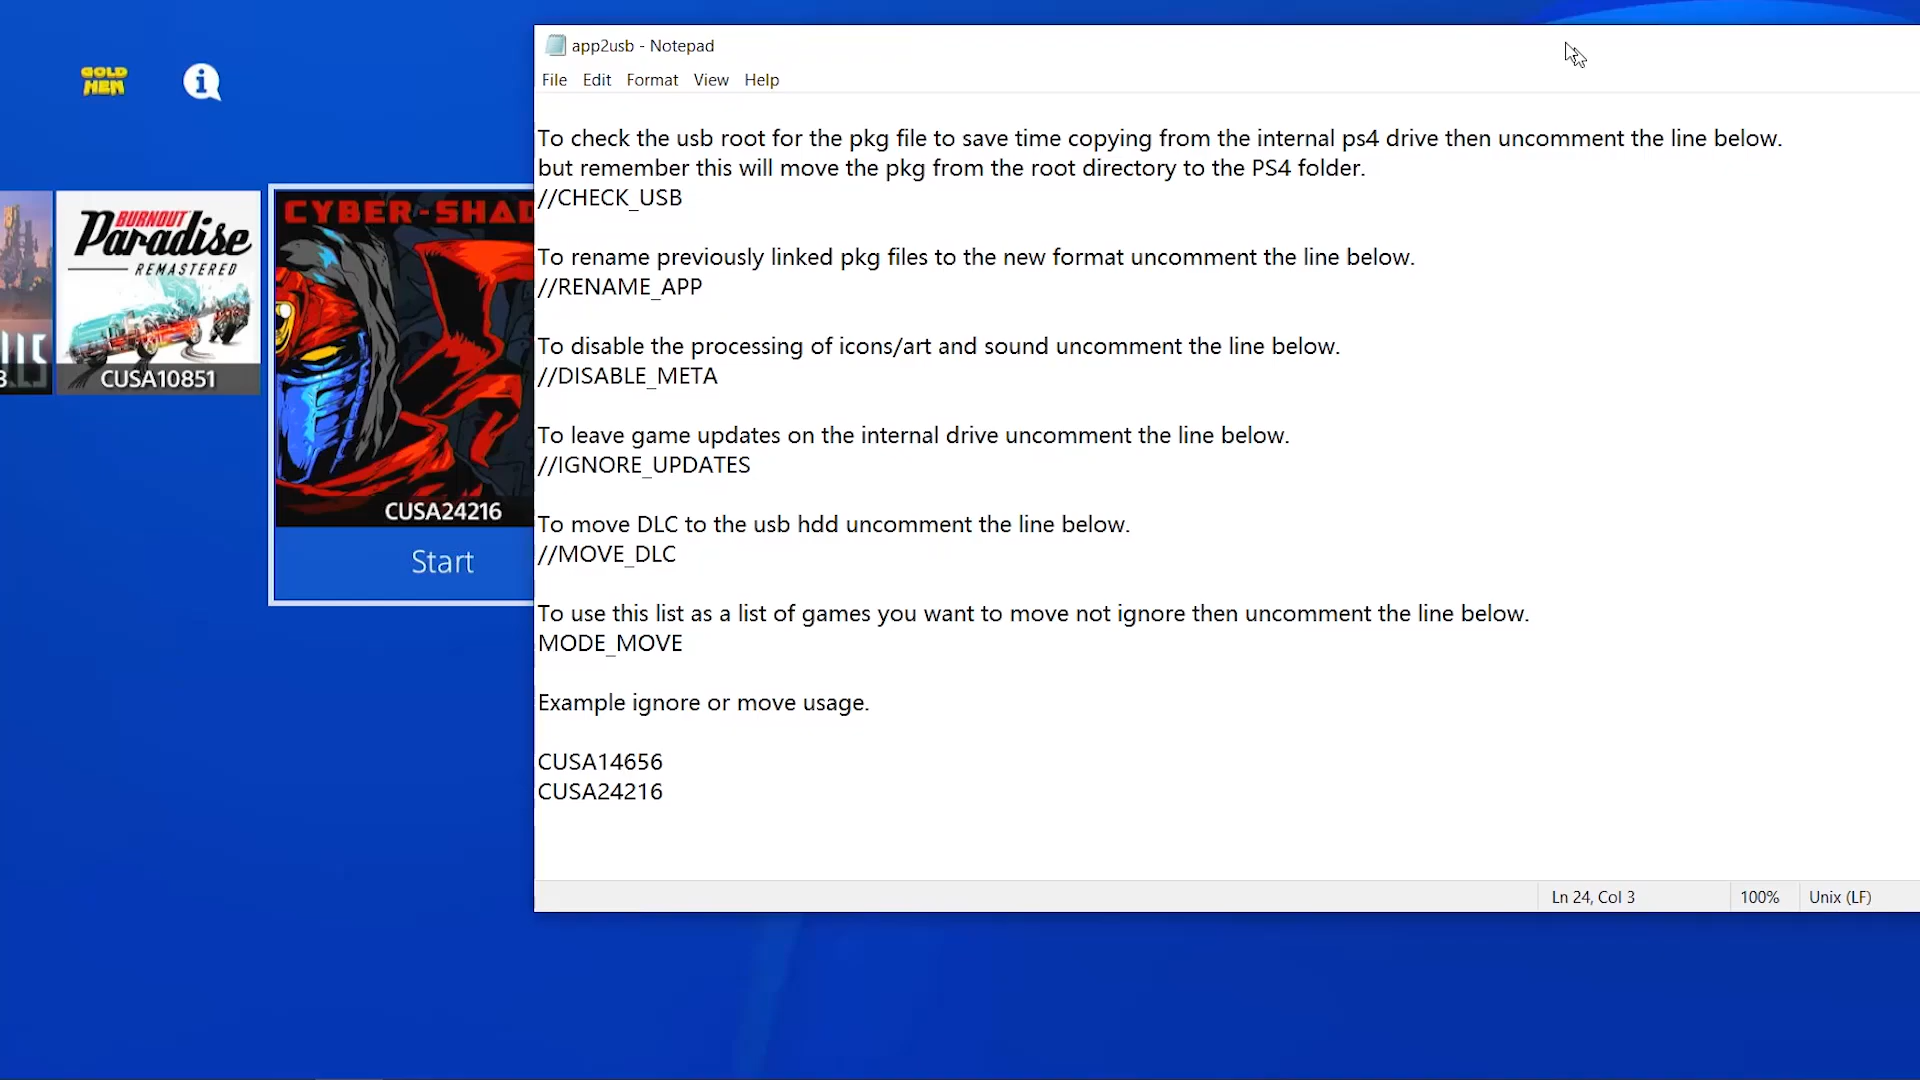 GOLD
HEN
BURNOUT
Paradise
REMASTERED
CUSA10851
CYBER-SHAD
CUSA24216
Start
app2usb - Notepad
File Edit Format View Help
To check the usb root for the pkg file to save time copying from the internal ps4 drive then uncomment the line below.
but remember this will move the pkg from the root directory to the PS4 folder.
//CHECK_USB
To rename previously linked pkg files to the new format uncomment the line below.
//RENAME_APP
To disable the processing of icons/art and sound uncomment the line below.
//DISABLE_META
To leave game updates on the internal drive uncomment the line below.
//IGNORE_UPDATES
To move DLC to the usb hdd uncomment the line below.
//MOVE_DLC
To use this list as a list of games you want to move not ignore then uncomment the line below.
MODE_MOVE
Example ignore or move usage.
CUSA14656
CUSA24216
Ln 24, Col 3
100%
Unix (LF)